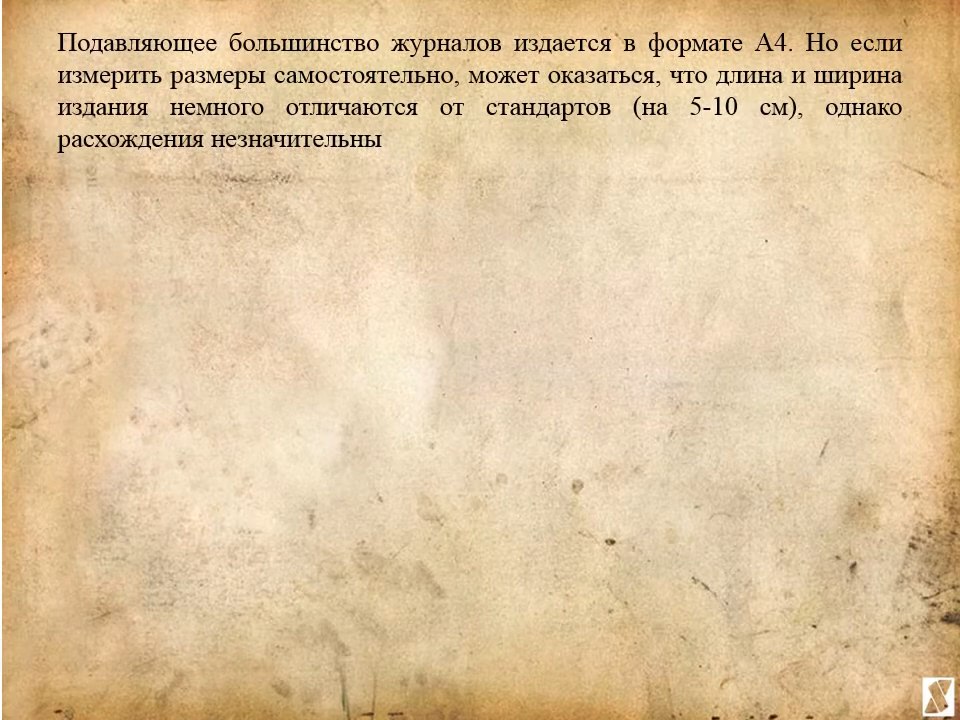 Подавляющее большинство журналов издается в формате А4. Но если
измерить размеры самостоятельно, может оказаться, что длина и ширина
издания немного отличаются от стандартов (на 5-10 см), однако
расхождения незначительны